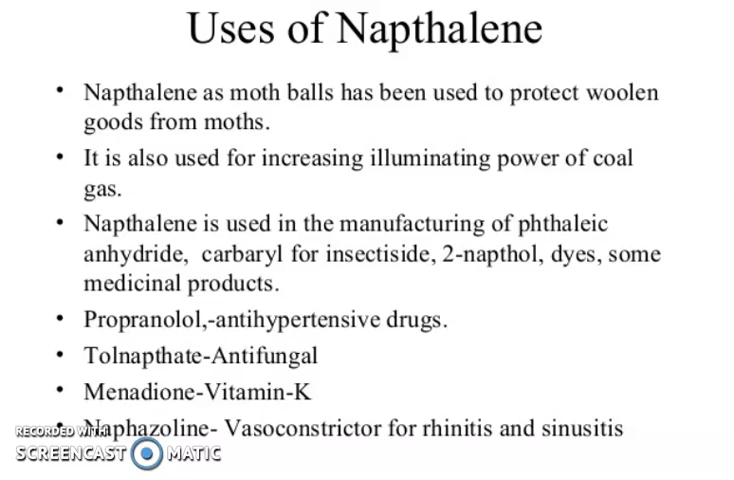 Uses of Napthalene
• Napthalene as moth balls has been used to protect woolen
goods from moths.
• It is also used for increasing illuminating power of coal
gas.
• Napthalene is used in the manufacturing of phthaleic
anhydride, carbaryl for insectiside, 2-napthol, dyes, some
medicinal products.
• Propranolol,-antihypertensive drugs.
• Tolnapthate-Antifungal
• Menadione-Vitamin-K
• Naphazoline- Vasoconstrictor for rhinitis and sinusitis
RECORDED WITH
SCREENCAST MATIC